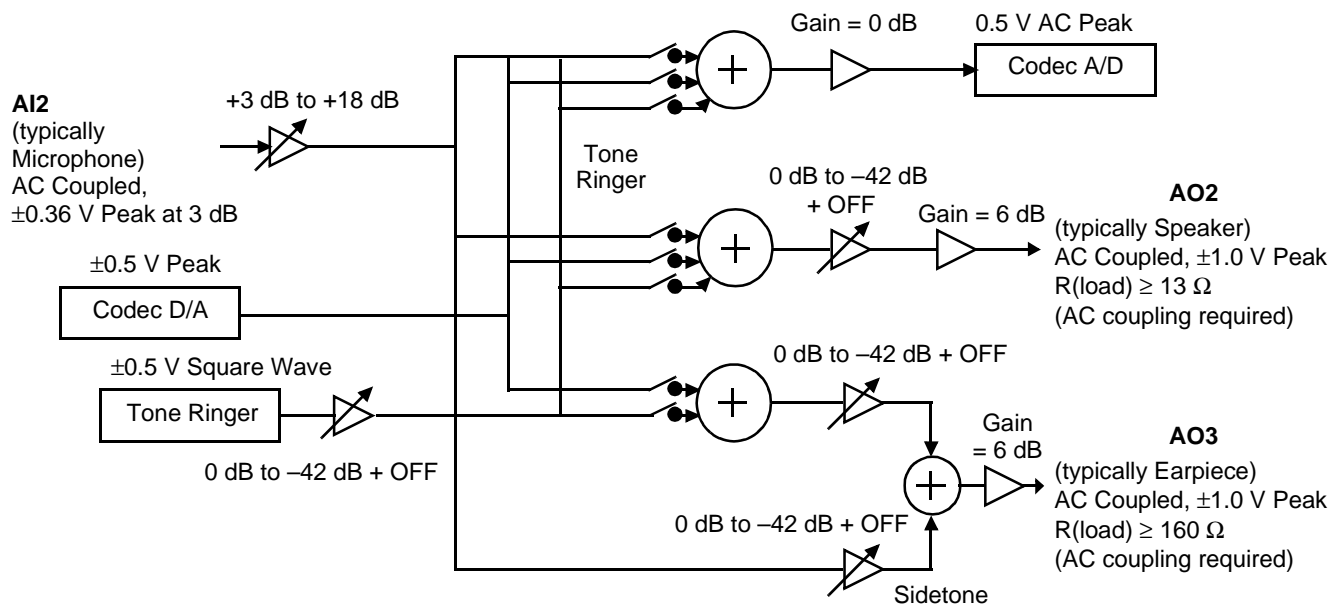 Gain = 0 dB
0.5 V AC Peak
Codec A/D
AI2
(typically
Microphone)
AC Coupled,
±0.36 V Peak at 3 dB
+3 dB to +18 dB
Tone
Ringer
0 dB to –42 dB
+ OFF
Gain = 6 dB
AO2
(typically Speaker)
AC Coupled, ±1.0 V Peak
R(load) ≥ 13 Ω
(AC coupling required)
±0.5 V Peak
Codec D/A
±0.5 V Square Wave
Tone Ringer
0 dB to –42 dB + OFF
0 dB to –42 dB + OFF
Gain
= 6 dB
AO3
(typically Earpiece)
AC Coupled, ±1.0 V Peak
R(load) ≥ 160 Ω
(AC coupling required)
0 dB to –42 dB + OFF
Sidetone